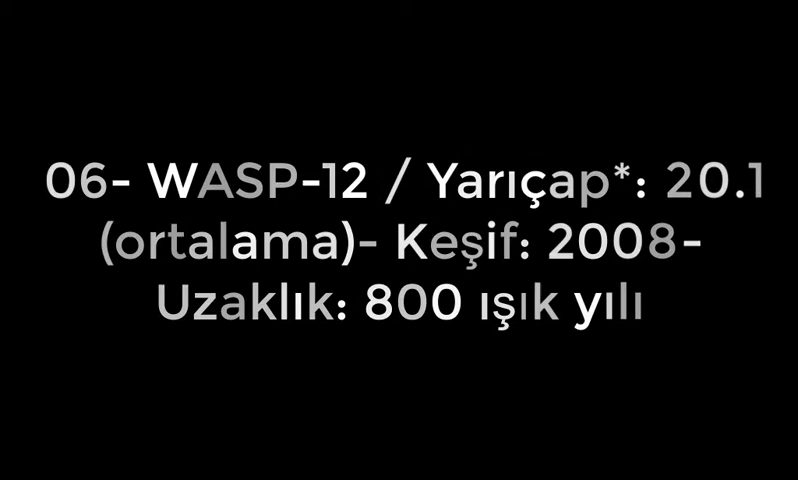 06- WASP-12 / Yarıçap*: 20.1
(ortalama)- Keşif: 2008-
Uzaklık: 800 ışık yılı